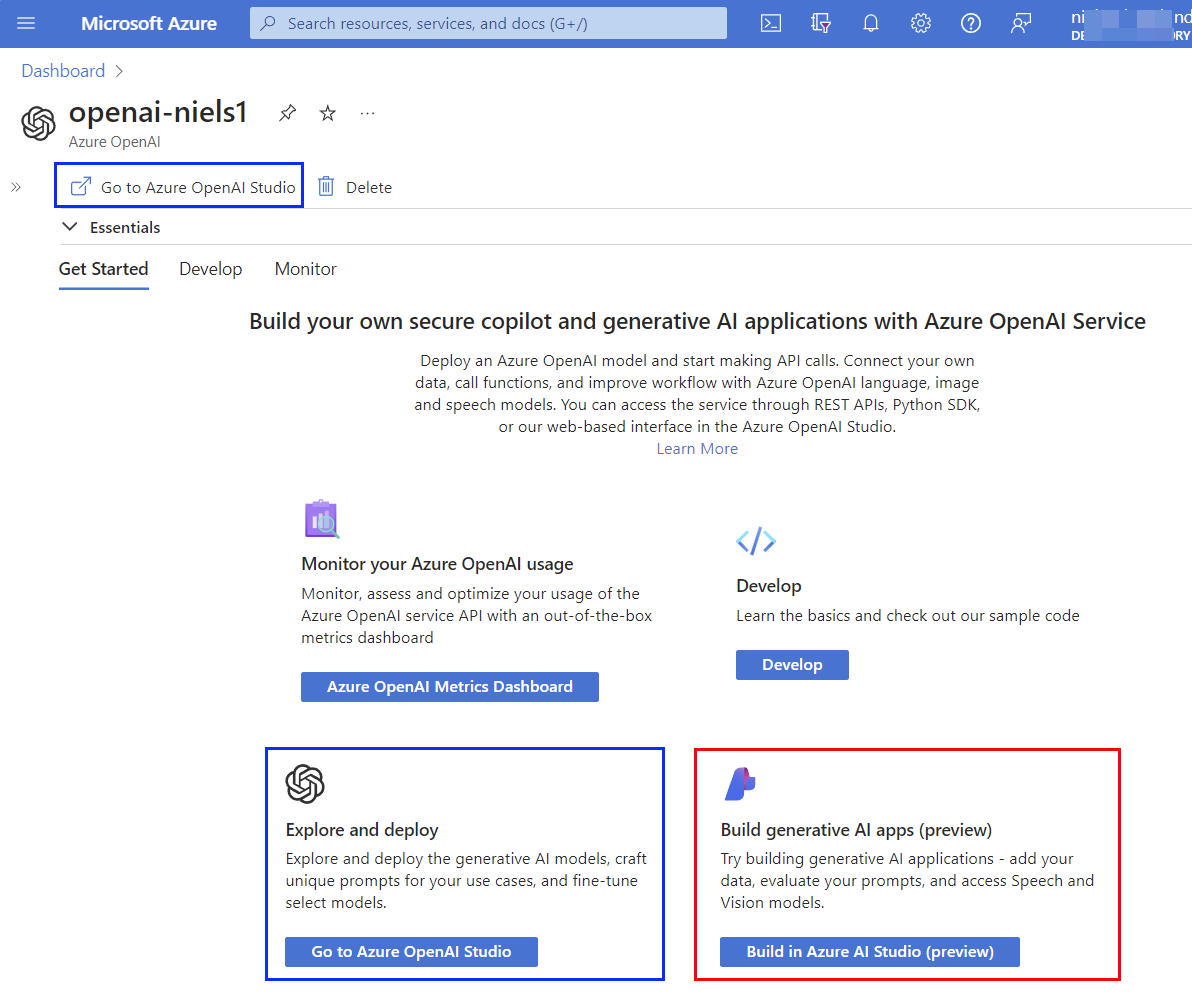 Microsoft Azure
Search resources, services, and docs (G+/)
Dashboard
openai-niels1
Azure OpenAI
Go to Azure OpenAI Studio
Delete
Essentials
Get Started
Develop
Monitor
Build your own secure copilot and generative AI applications with Azure OpenAI Service
Deploy an Azure OpenAI model and start making API calls. Connect your own
data, call functions, and improve workflow with Azure OpenAI language, image
and speech models. You can access the service through REST APIs, Python SDK,
or our web-based interface in the Azure OpenAI Studio.
Learn More
Monitor your Azure OpenAI usage
Monitor, assess and optimize your usage of the
Azure OpenAI service API with an out-of-the-box
metrics dashboard
Azure OpenAI Metrics Dashboard
Develop
Learn the basics and check out our sample code
Develop
Explore and deploy
Explore and deploy the generative AI models, craft
unique prompts for your use cases, and fine-tune
select models.
Go to Azure OpenAI Studio
Build generative AI apps (preview)
Try building generative AI applications - add your
data, evaluate your prompts, and access Speech and
Vision models.
Build in Azure AI Studio (preview)